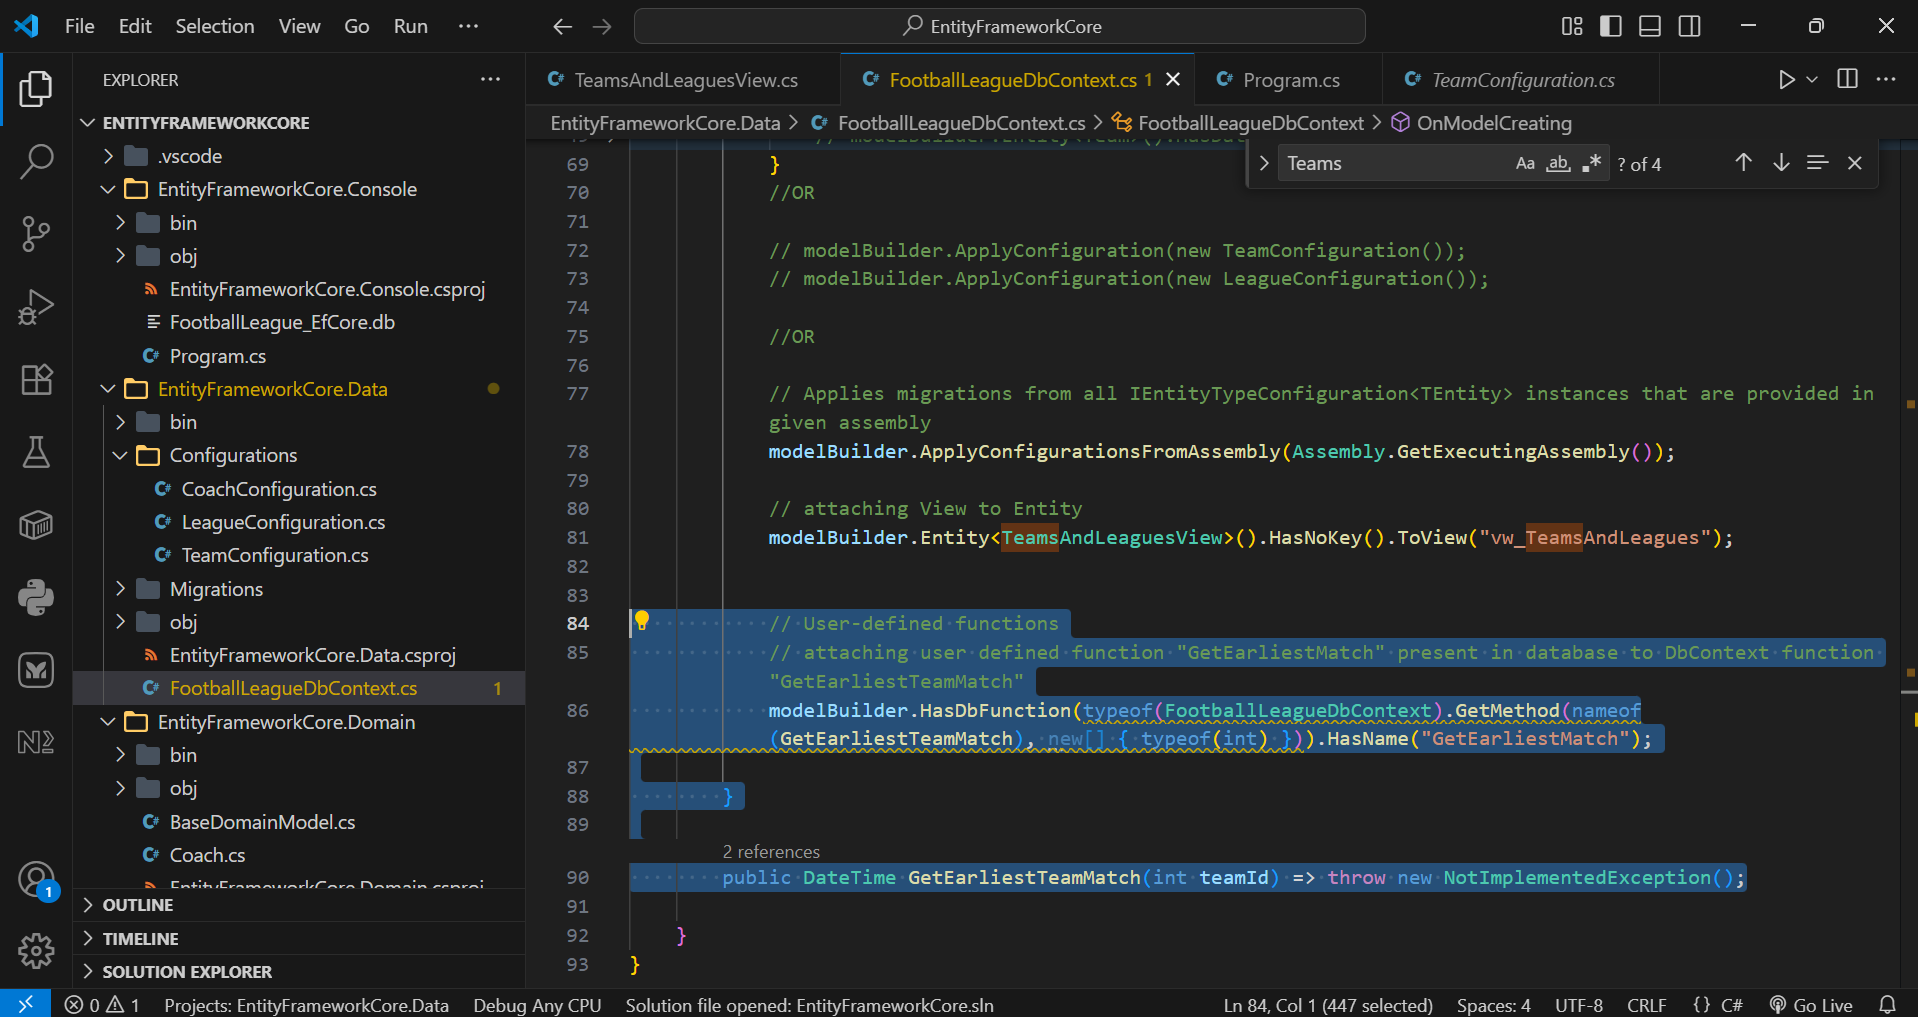 File Edit Selection View Go Run ··· EntityFrameworkCore
EXPLORER ···
ENTITYFRAMEWORKCORE
.vscode
EntityFrameworkCore.Console
bin
obj
EntityFrameworkCore.Console.csproj
FootballLeague_EfCore.db
C# Program.cs
EntityFrameworkCore.Data
bin
Configurations
C# CoachConfiguration.cs
C# LeagueConfiguration.cs
C# TeamConfiguration.cs
Migrations
obj
EntityFrameworkCore.Data.csproj
C# FootballLeagueDbContext.cs 1
EntityFrameworkCore.Domain
bin
obj
C# BaseDomainModel.cs
C# Coach.cs
EntityFrameworkCore.Domain.csproj
OUTLINE
TIMELINE
SOLUTION EXPLORER
N2
1
C# TeamsAndLeaguesView.cs C# FootballLeagueDbContext.cs 1 C# Program.cs C# TeamConfiguration.cs
EntityFrameworkCore.Data > C# FootballLeagueDbContext.cs > FootballLeagueDbContext > OnModelCreating
Teams Aa ab .* ? of 4
69 }
70 //OR
71
72 // modelBuilder.ApplyConfiguration(new TeamConfiguration());
73 // modelBuilder.ApplyConfiguration(new LeagueConfiguration());
74
75 //OR
76
77 // Applies migrations from all IEntityTypeConfiguration<TEntity> instances that are provided in
given assembly
78 modelBuilder.ApplyConfigurationsFromAssembly(Assembly.GetExecutingAssembly());
79
80 // attaching View to Entity
81 modelBuilder.Entity<TeamsAndLeaguesView>().HasNoKey().ToView("vw_TeamsAndLeagues");
82
83
84 // User-defined functions
85 // attaching user defined function "GetEarliestMatch" present in database to DbContext function
"GetEarliestTeamMatch"
86 modelBuilder.HasDbFunction(typeof(FootballLeagueDbContext).GetMethod(nameof
(GetEarliestTeamMatch), new[] { typeof(int) })).HasName("GetEarliestMatch");
87
88 }
89
2 references
90 public DateTime GetEarliestTeamMatch(int teamId) => throw new NotImplementedException();
91
92 }
93 }
0 1 Projects: EntityFrameworkCore.Data Debug Any CPU Solution file opened: EntityFrameworkCore.sln Ln 84, Col 1 (447 selected) Spaces: 4 UTF-8 CRLF {} C# Go Live